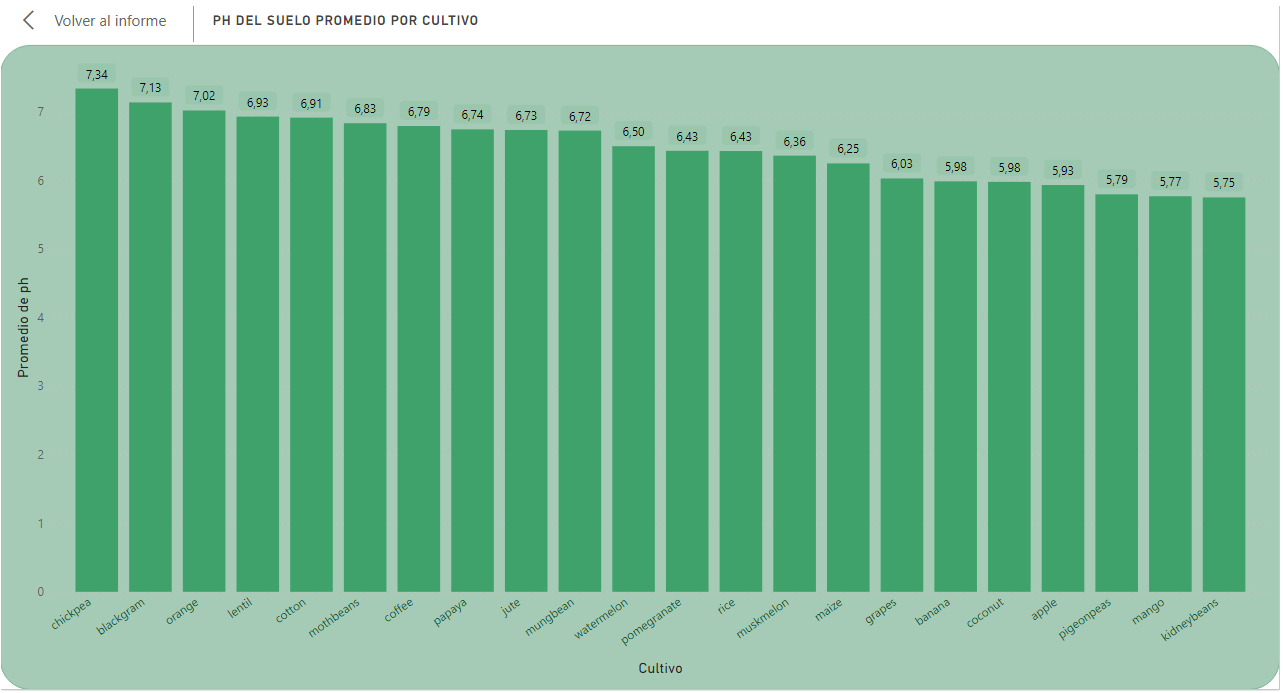 Volver al informe
PH DEL SUELO PROMEDIO POR CULTIVO
Promedio de ph
7
6
5
4
3
2
1
0
7,34
7,13
7,02
6,93
6,91
6,83
6,79
6,74
6,73
6,72
6,50
6,43
6,43
6,36
6,25
6,03
5,98
5,98
5,93
5,79
5,77
5,75
chickpea
blackgram
orange
lentil
cotton
mothbeans
coffee
papaya
jute
mungbean
watermelon
pomegranate
rice
muskmelon
maize
grapes
banana
coconut
apple
pigeonpeas
mango
kidneybeans
Cultivo